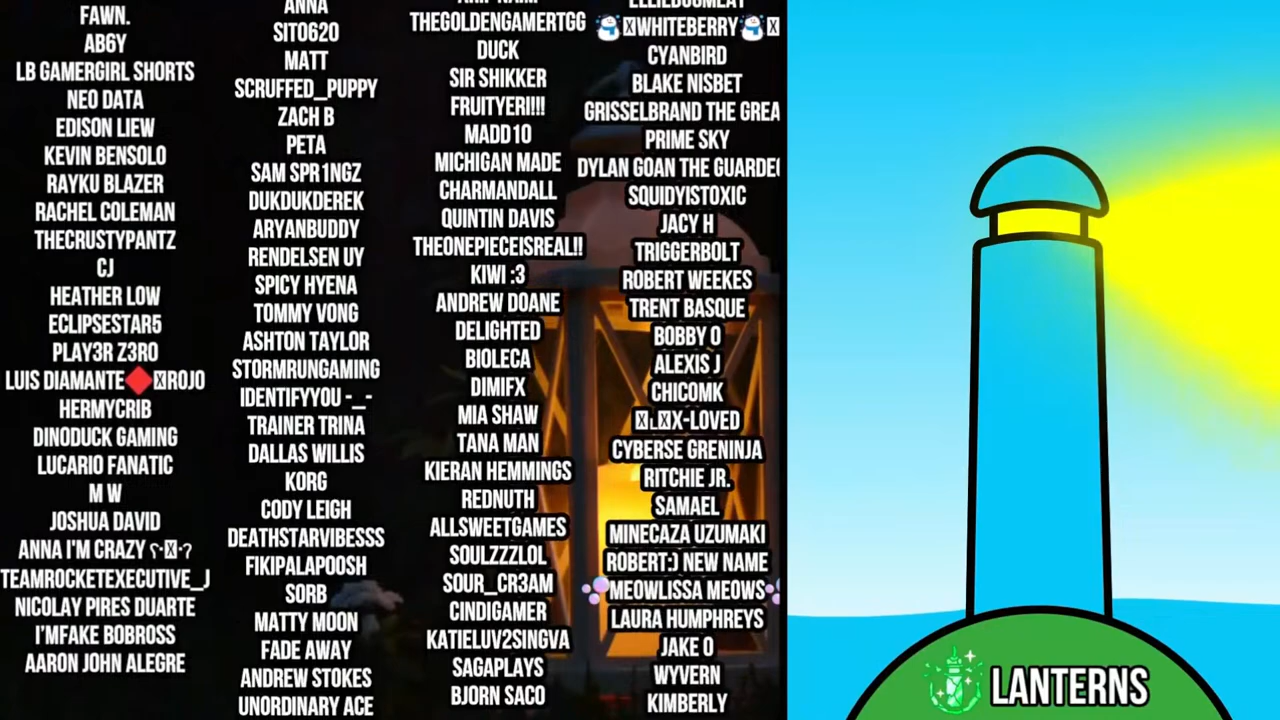 FAWN.
AB6Y
LB GAMERGIRL SHORTS
NEO DATA
EDISON LIEW
KEVIN BENSOLO
RAYKU BLAZER
RACHEL COLEMAN
THECRUSTYPANTZ
CJ
HEATHER LOW
ECLIPSESTAR5
PLAY3R Z3RO
LUIS DIAMANTE♦ROJO
HERMYCRIB
DINODUCK GAMING
LUCARIO FANATIC
M W
JOSHUA DAVID
ANNA I'M CRAZY
TEAMROCKETEXECUTIVE_J
NICOLAY PIRES DUARTE
I'MFAKE BOBROSS
AARON JOHN ALEGRE
ANNA
SITO620
MATT
SCRUFFED_PUPPY
ZACH B
PETA
SAM SPR1NGZ
DUKDUKDEREK
ARYANBUDDY
RENDELSEN UY
SPICY HYENA
TOMMY VONG
ASHTON TAYLOR
STORMRUNGAMING
IDENTIFYYOU -_-
TRAINER TRINA
DALLAS WILLIS
KORG
CODY LEIGH
DEATHSTARVIBESSS
FIKIPALAPOOSH
SORB
MATTY MOON
FADE AWAY
ANDREW STOKES
UNORDINARY ACE
THEGOLDENGAMERTGG
DUCK
SIR SHIKKER
FRUITYERI!!!
MADD10
MICHIGAN MADE
CHARMANDALL
QUINTIN DAVIS
THEONEPIECEISREAL!!
KIWI :3
ANDREW DOANE
DELIGHTED
BIOLECA
DIMIFX
MIA SHAW
TANA MAN
KIERAN HEMMINGS
REDNUTH
ALLSWEETGAMES
SOULZZZLOL
SOUR_CR3AM
CINDIGAMER
KATIELUV2SINGVA
SAGAPLAYS
BJORN SACO
WHITEBERRY
CYANBIRD
BLAKE NISBET
GRISSELBRAND THE GREA
PRIME SKY
DYLAN GOAN THE GUARDE
SQUIDYISTOXIC
JACY H
TRIGGERBOLT
ROBERT WEEKES
TRENT BASQUE
BOBBY O
ALEXIS J
CHICOMK
X-LOVED
CYBERSE GRENINJA
RITCHIE JR.
SAMAEL
MINECAZA UZUMAKI
ROBERT:) NEW NAME
MEOWLISSA MEOWS
LAURA HUMPHREYS
JAKE O
WYVERN
KIMBERLY
LANTERNS